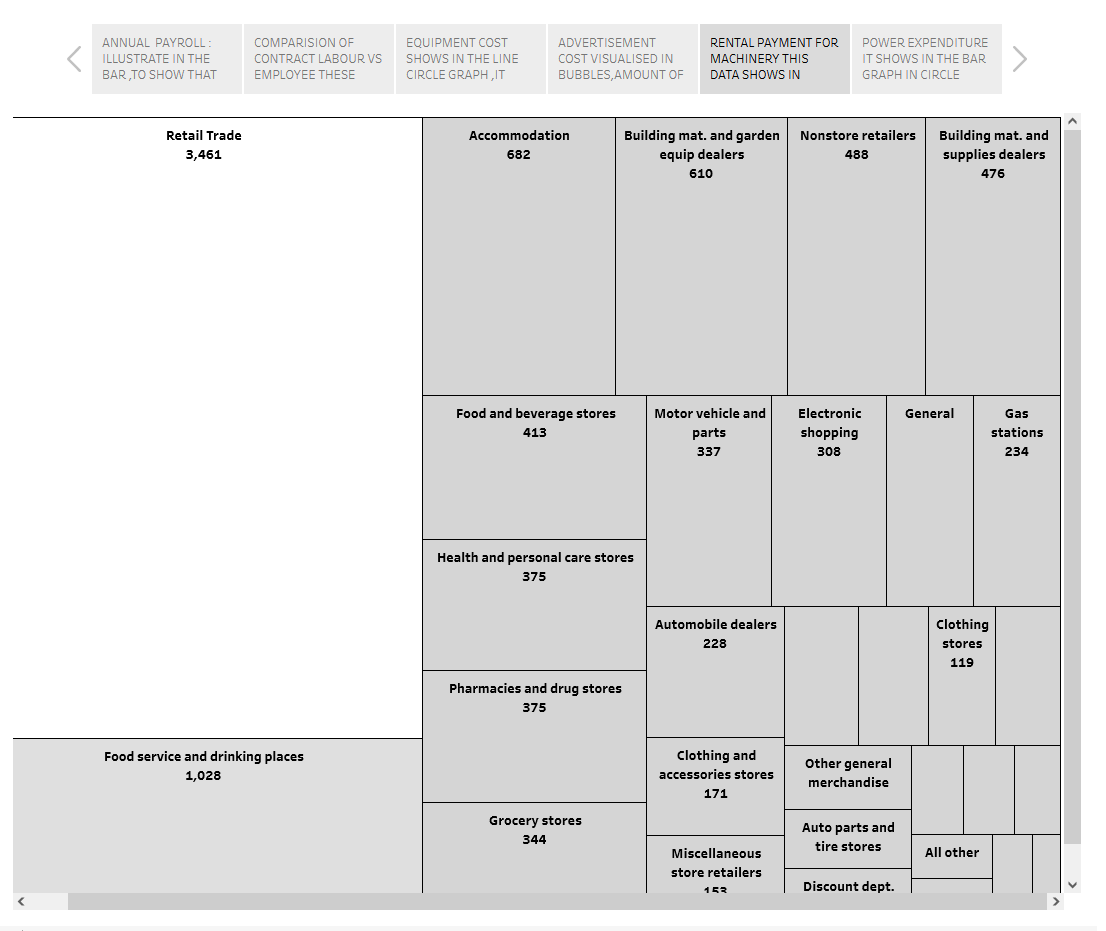 ANNUAL PAYROLL :
ILLUSTRATE IN THE
BAR ,TO SHOW THAT
COMPARISION OF
CONTRACT LABOUR VS
EMPLOYEE THESE
EQUIPMENT COST
SHOWS IN THE LINE
CIRCLE GRAPH ,IT
ADVERTISEMENT
COST VISUALISED IN
BUBBLES,AMOUNT OF
RENTAL PAYMENT FOR
MACHINERY THIS
DATA SHOWS IN
POWER EXPENDITURE
IT SHOWS IN THE BAR
GRAPH IN CIRCLE
Retail Trade
3,461
Accommodation
682
Building mat. and garden
equip dealers
610
Nonstore retailers
488
Building mat. and
supplies dealers
476
Food and beverage stores
413
Motor vehicle and
parts
337
Electronic
shopping
308
General
Gas
stations
234
Health and personal care stores
375
Automobile dealers
228
Clothing
stores
119
Pharmacies and drug stores
375
Food service and drinking places
1,028
Clothing and
accessories stores
171
Other general
merchandise
Grocery stores
344
Auto parts and
tire stores
Miscellaneous
store retailers
153
All other
Discount dept.